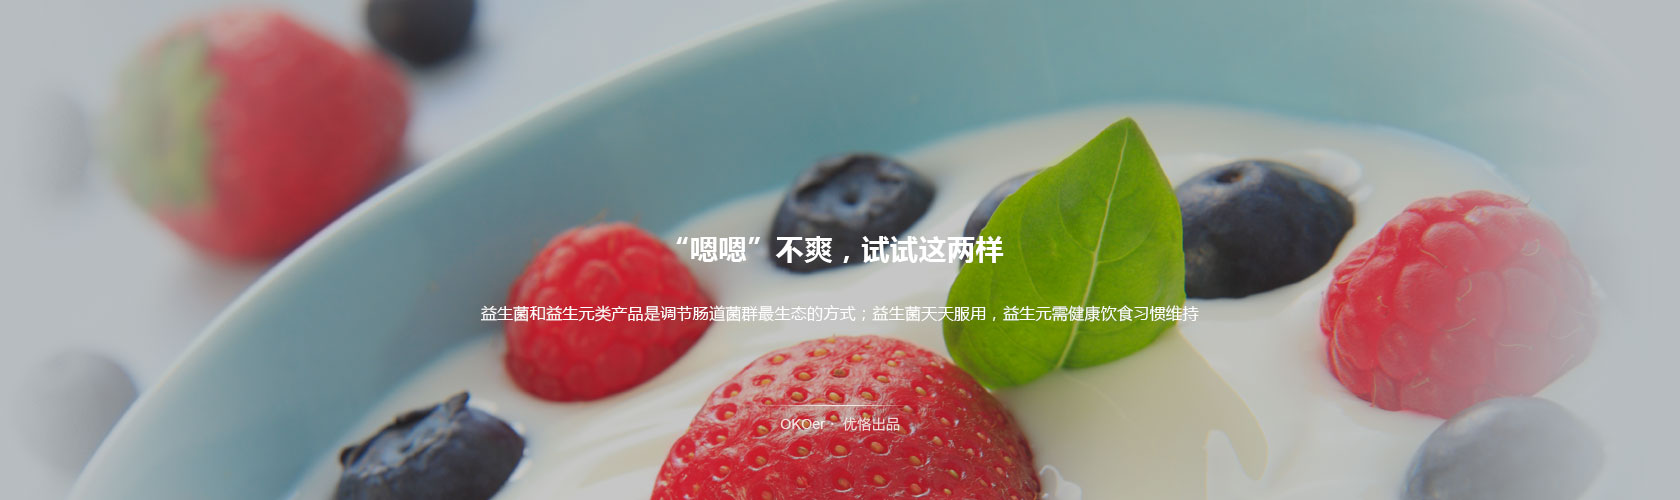 “嗯嗯”不爽，试试这两样
益生菌和益生元类产品是调节肠道菌群最生态的方式；益生菌天天服用，益生元需健康饮食习惯维持
OKOer · 优恪出品